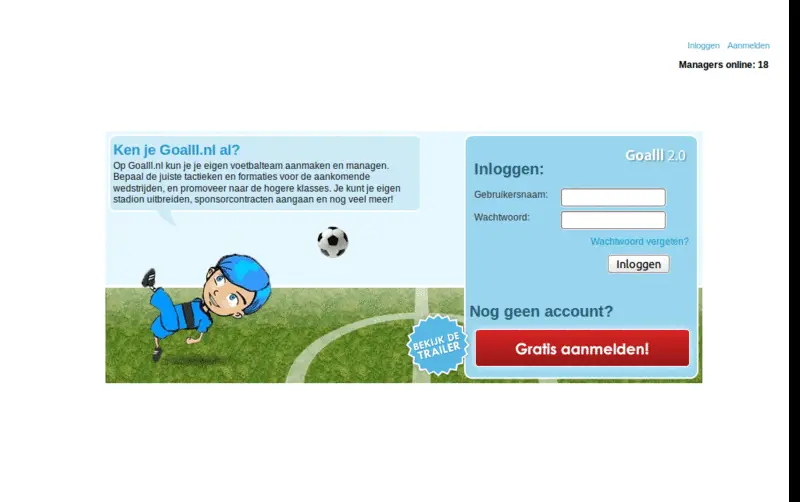 Inloggen Aanmelden
Managers online: 18
Ken je Goalll.nl al?
Op Goalll.nl kun je je eigen voetbalteam aanmaken en managen.
Bepaal de juiste tactieken en formaties voor de aankomende
wedstrijden, en promoveer naar de hogere klasses. Je kunt je eigen
stadion uitbreiden, sponsorcontracten aangaan en nog veel meer!
Goalll 2.0
Inloggen:
Gebruikersnaam:
Wachtwoord:
Wachtwoord vergeten?
Inloggen
Nog geen account?
BEKIJK DE
TRAILER
Gratis aanmelden!